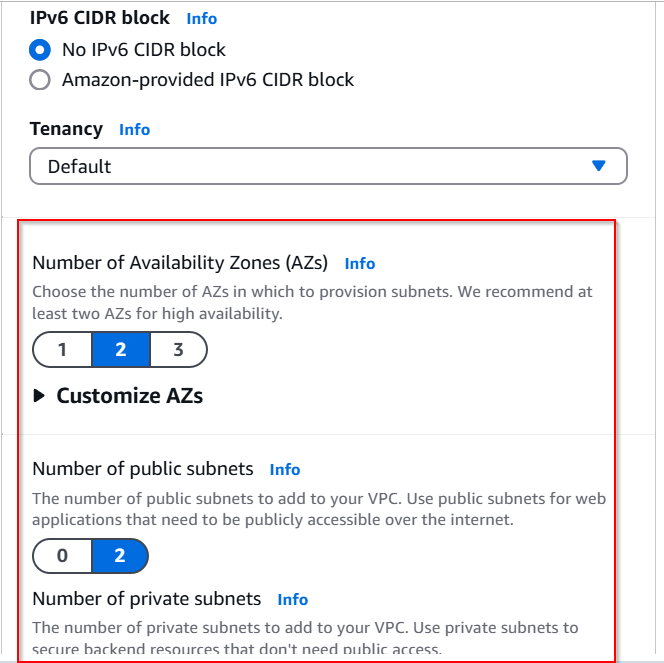 IPv6 CIDR block Info
No IPv6 CIDR block
Amazon-provided IPv6 CIDR block
Tenancy Info
Default
Number of Availability Zones (AZs) Info
Choose the number of AZs in which to provision subnets. We recommend at
least two AZs for high availability.
1 2 3
Customize AZs
Number of public subnets Info
The number of public subnets to add to your VPC. Use public subnets for web
applications that need to be publicly accessible over the internet.
0 2
Number of private subnets Info
The number of private subnets to add to your VPC. Use private subnets to
secure backend resources that don't need public access.